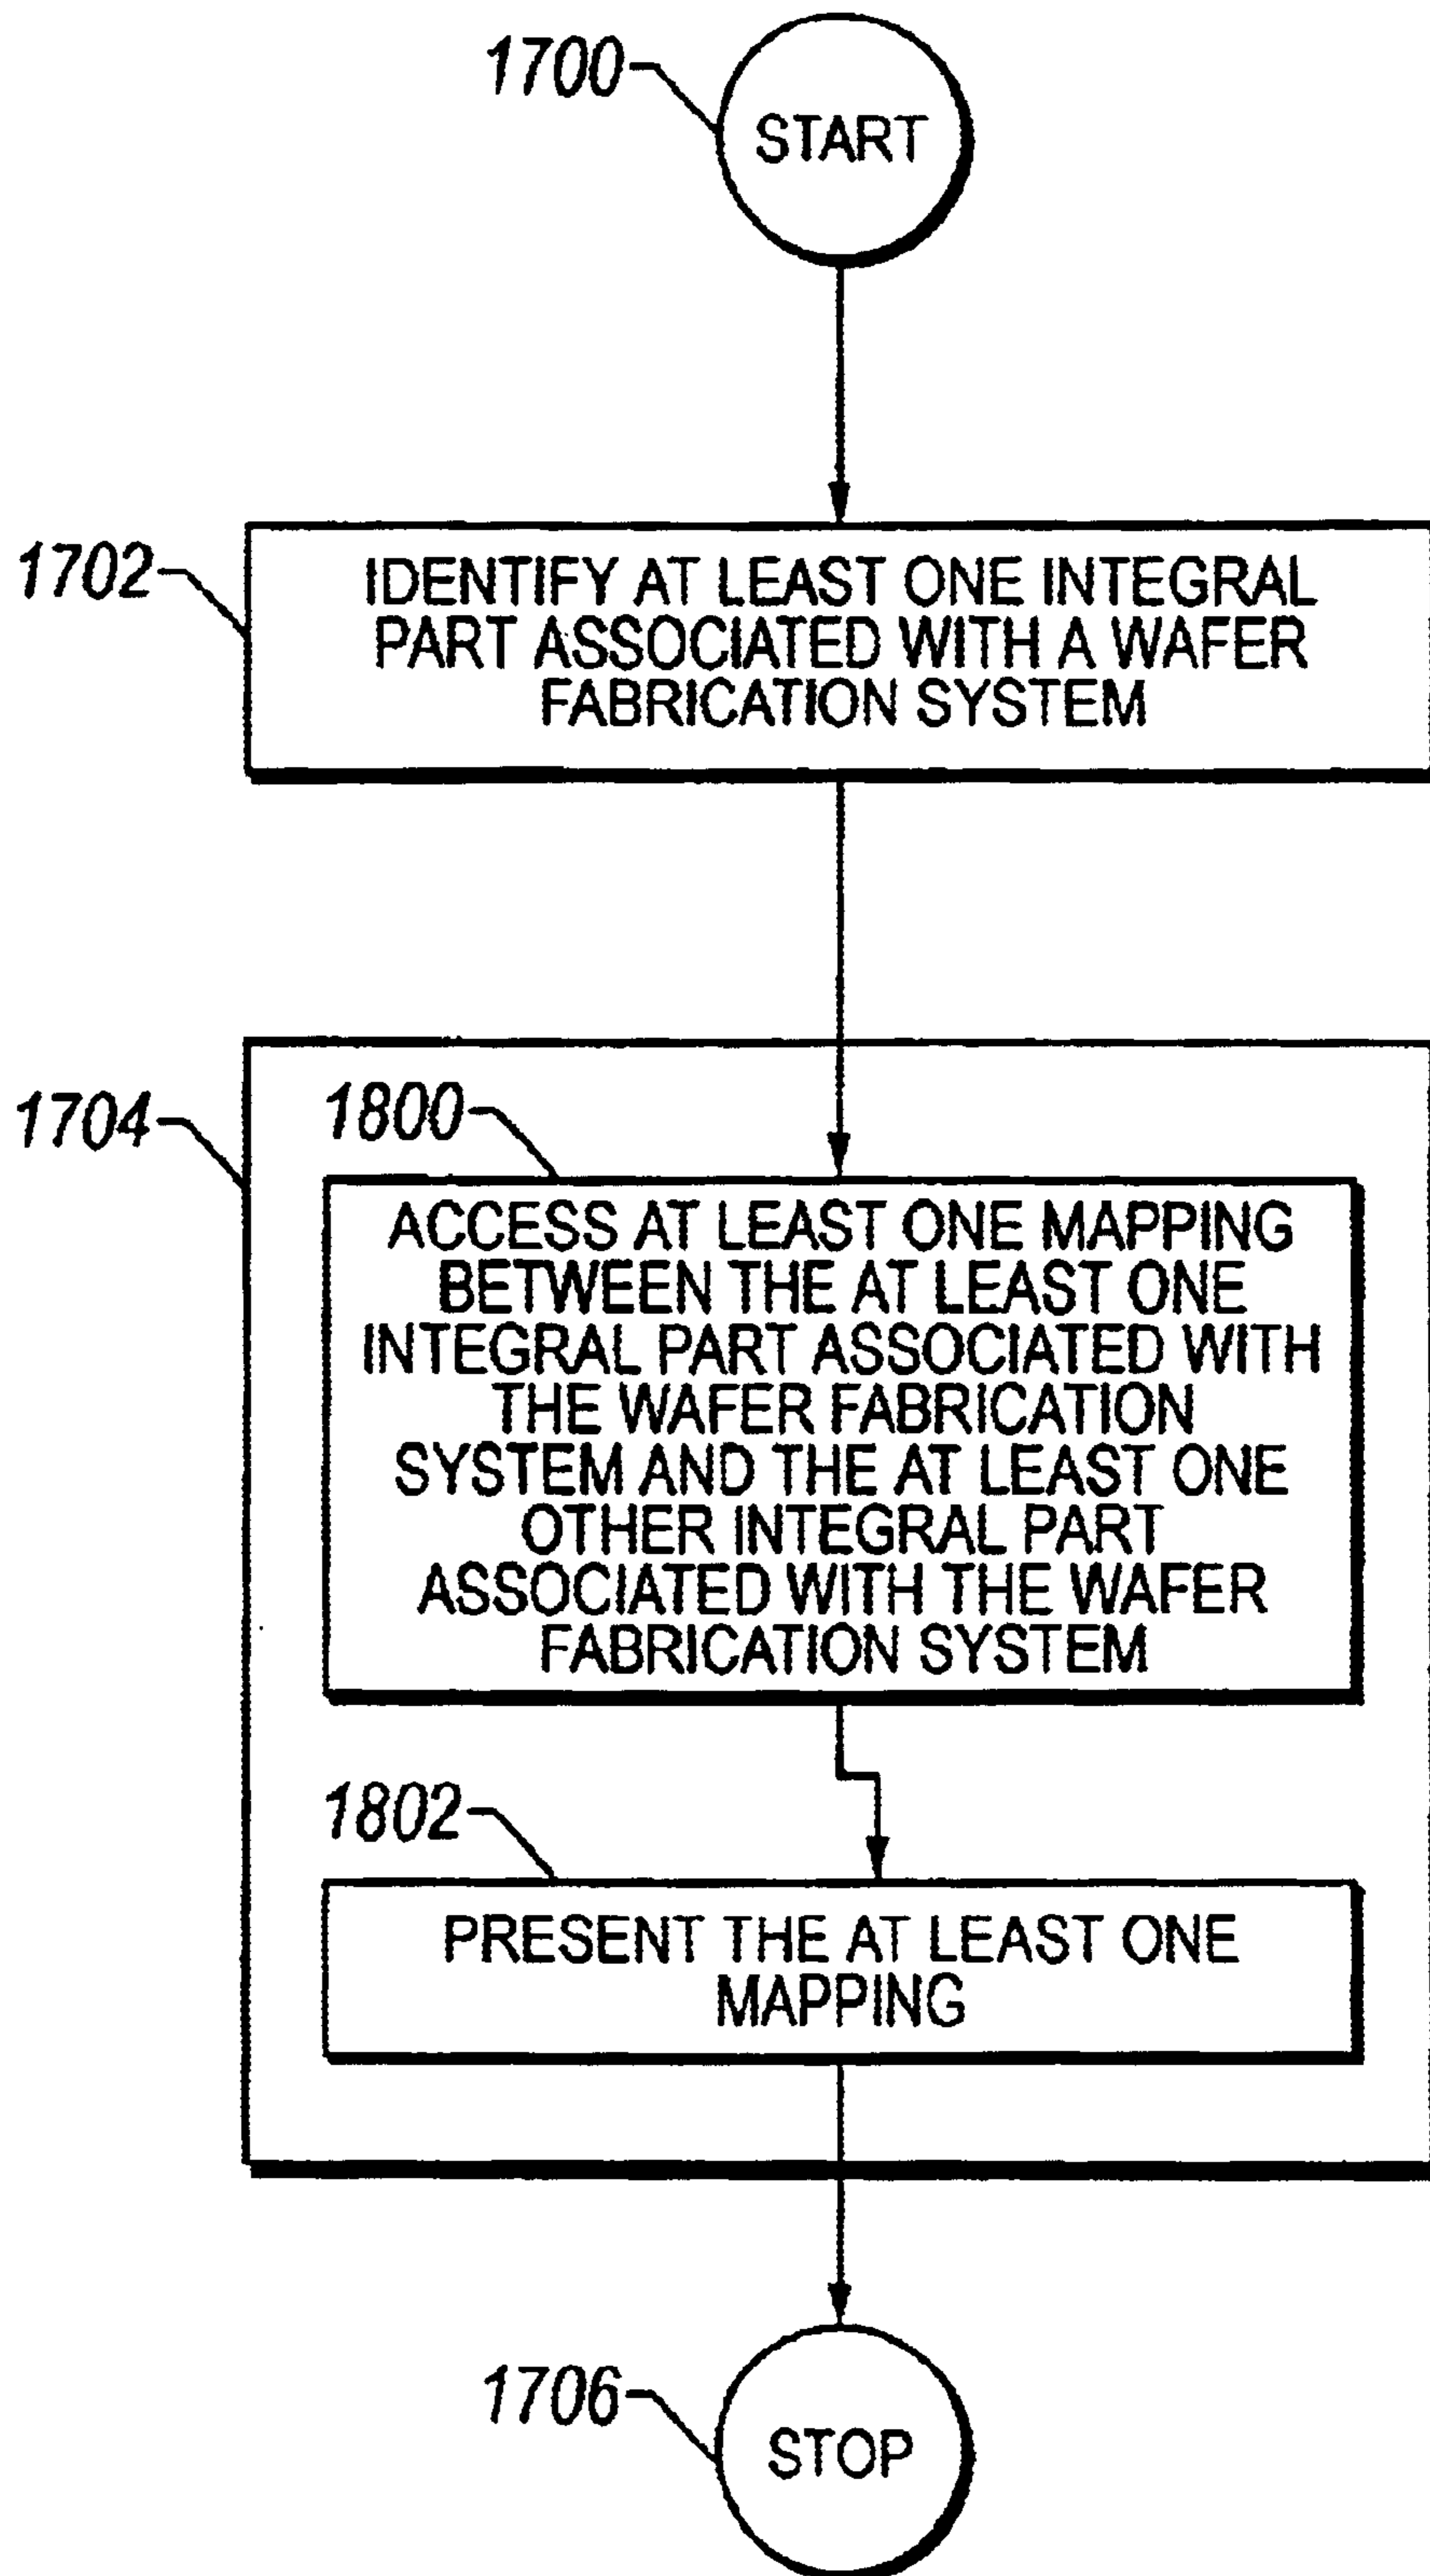 1700
START
1702
IDENTIFY AT LEAST ONE INTEGRAL
PART ASSOCIATED WITH A WAFER
FABRICATION SYSTEM
1704
1800
ACCESS AT LEAST ONE MAPPING
BETWEEN THE AT LEAST ONE
INTEGRAL PART ASSOCIATED WITH
THE WAFER FABRICATION
SYSTEM AND THE AT LEAST ONE
OTHER INTEGRAL PART
ASSOCIATED WITH THE WAFER
FABRICATION SYSTEM
1802
PRESENT THE AT LEAST ONE
MAPPING
1706
STOP